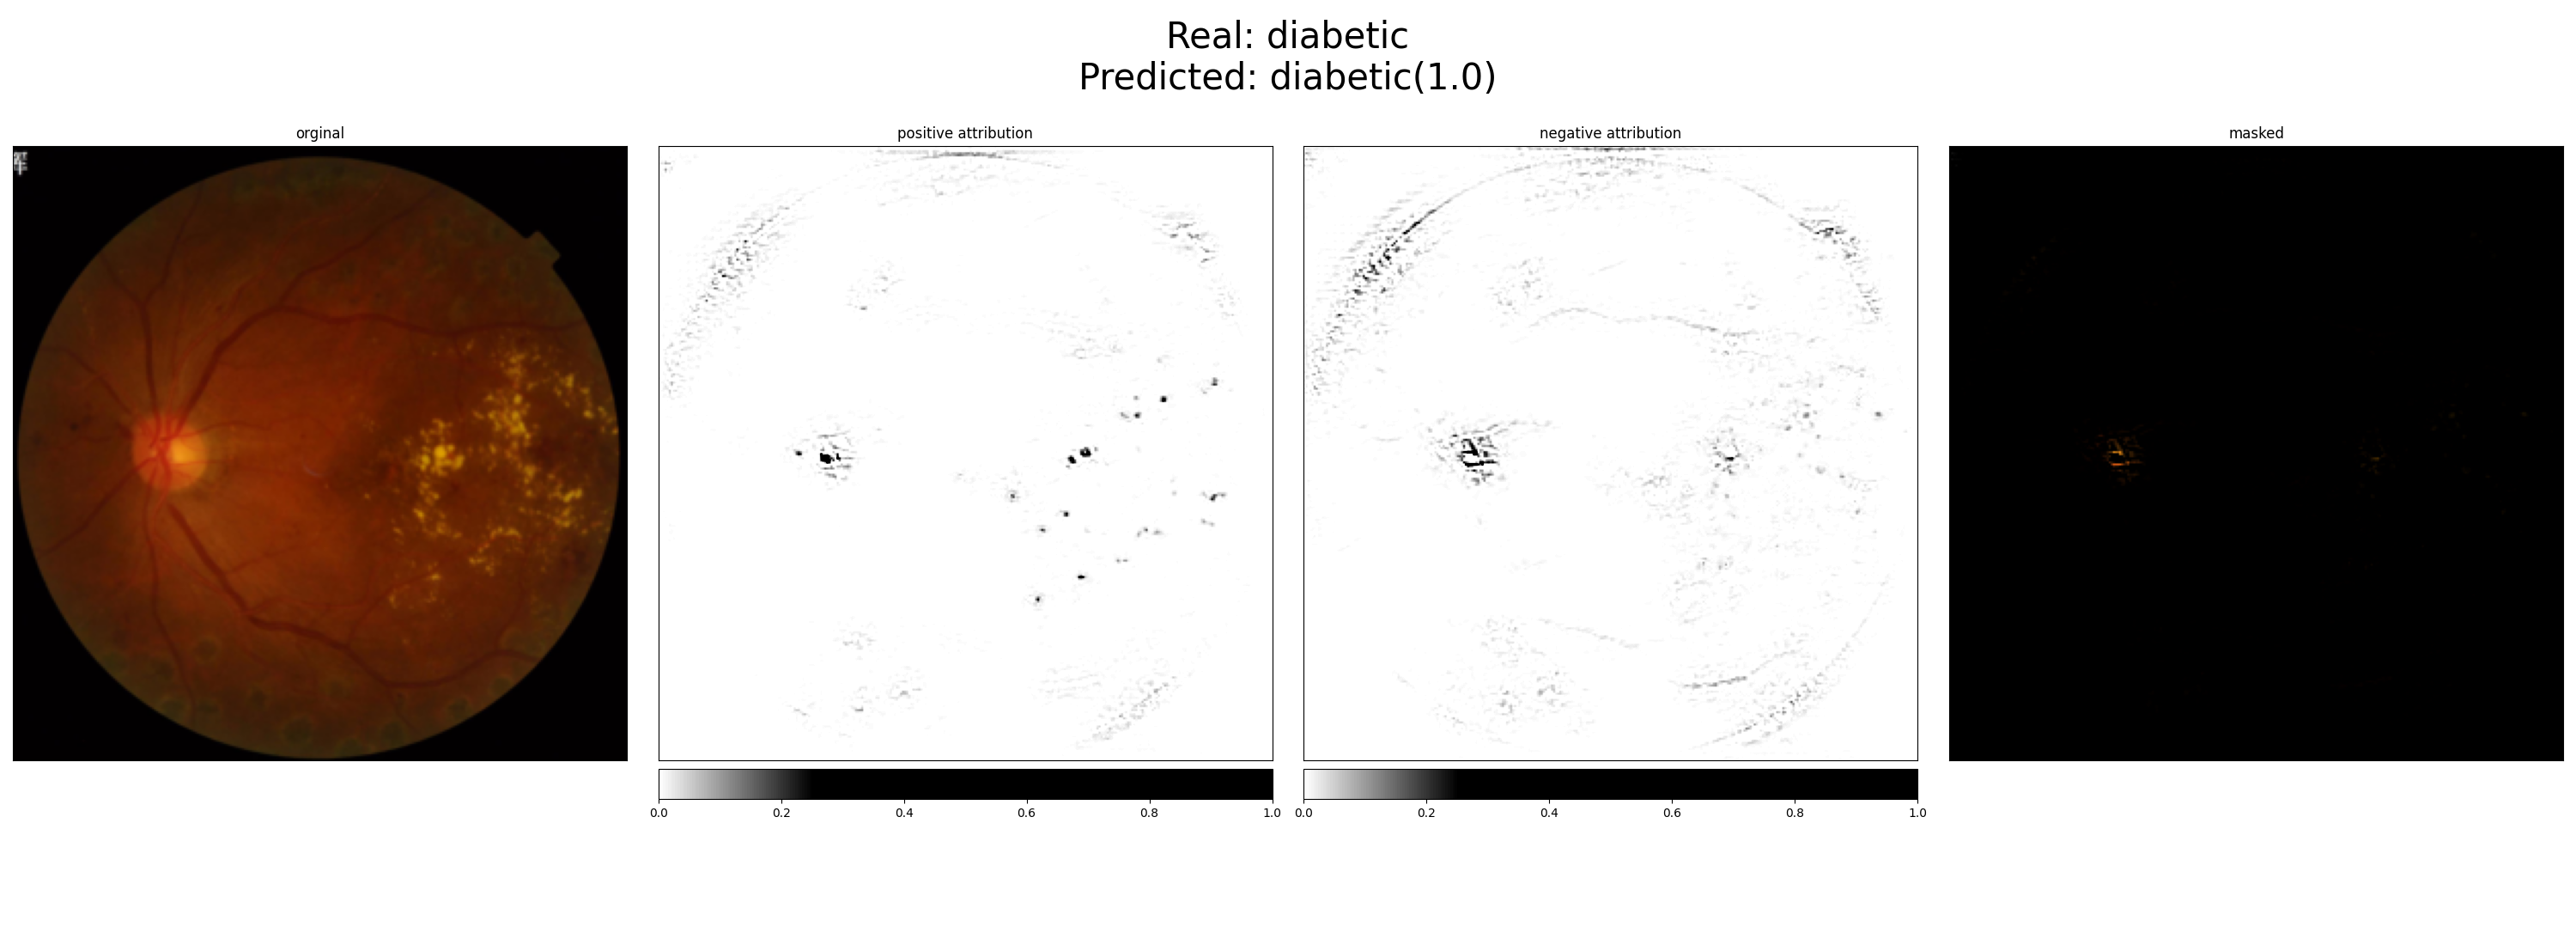 Real: diabetic
Predicted: diabetic(1.0)
orginal
positive attribution
negative attribution
masked
0.0 0.2 0.4 0.6 0.8 1.0
0.0 0.2 0.4 0.6 0.8 1.0